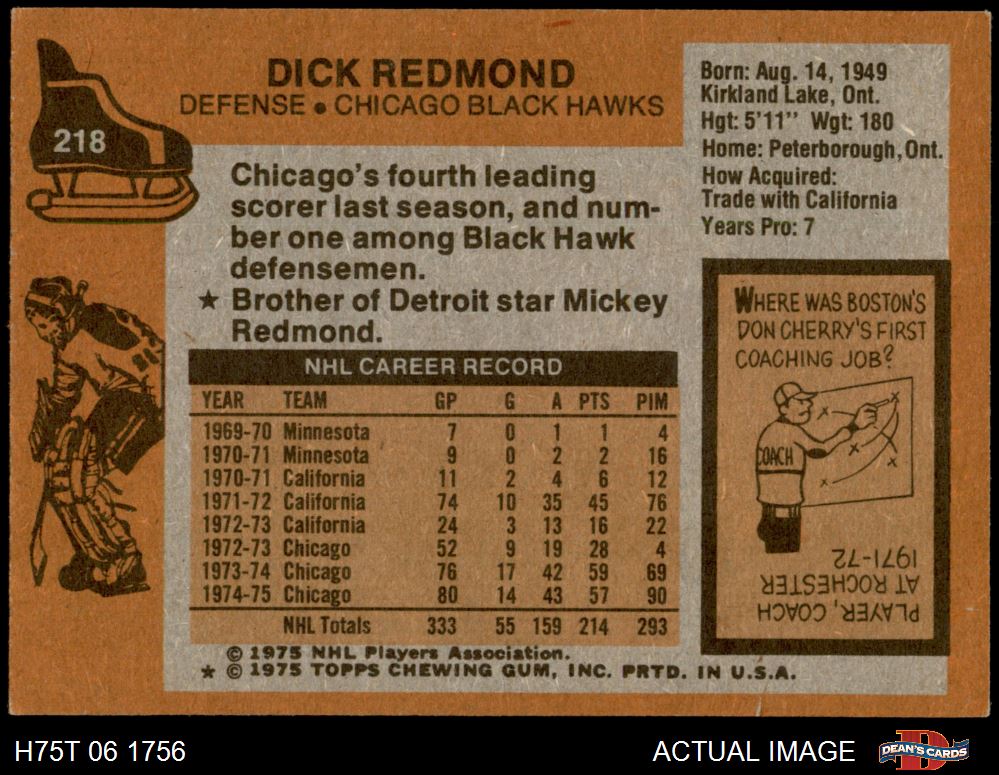 218
DICK REDMOND
DEFENSE • CHICAGO BLACK HAWKS
Born: Aug. 14, 1949
Kirkland Lake, Ont.
Hgt: 5'11" Wgt: 180
Home: Peterborough, Ont.
How Acquired:
Trade with California
Years Pro: 7
Chicago's fourth leading
scorer last season, and num-
ber one among Black Hawk
defensemen.
★ Brother of Detroit star Mickey
Redmond.
NHL CAREER RECORD
YEAR TEAM GP G A PTS PIM
1969-70 Minnesota 7 0 1 1 4
1970-71 Minnesota 9 0 2 2 16
1970-71 California 11 2 4 6 12
1971-72 California 74 10 35 45 76
1972-73 California 24 3 13 16 22
1972-73 Chicago 52 9 19 28 4
1973-74 Chicago 76 17 42 59 69
1974-75 Chicago 80 14 43 57 90
NHL Totals 333 55 159 214 293
WHERE WAS BOSTON'S
DON CHERRY'S FIRST
COACHING JOB?
COACH
PLAYER, COACH
AT ROCHESTER
1971-72
© 1975 NHL Players Association.
★ © 1975 TOPPS CHEWING GUM, INC. PRTD. IN U.S.A.
H75T 06 1756
ACTUAL IMAGE
D
DEAN'S CARDS